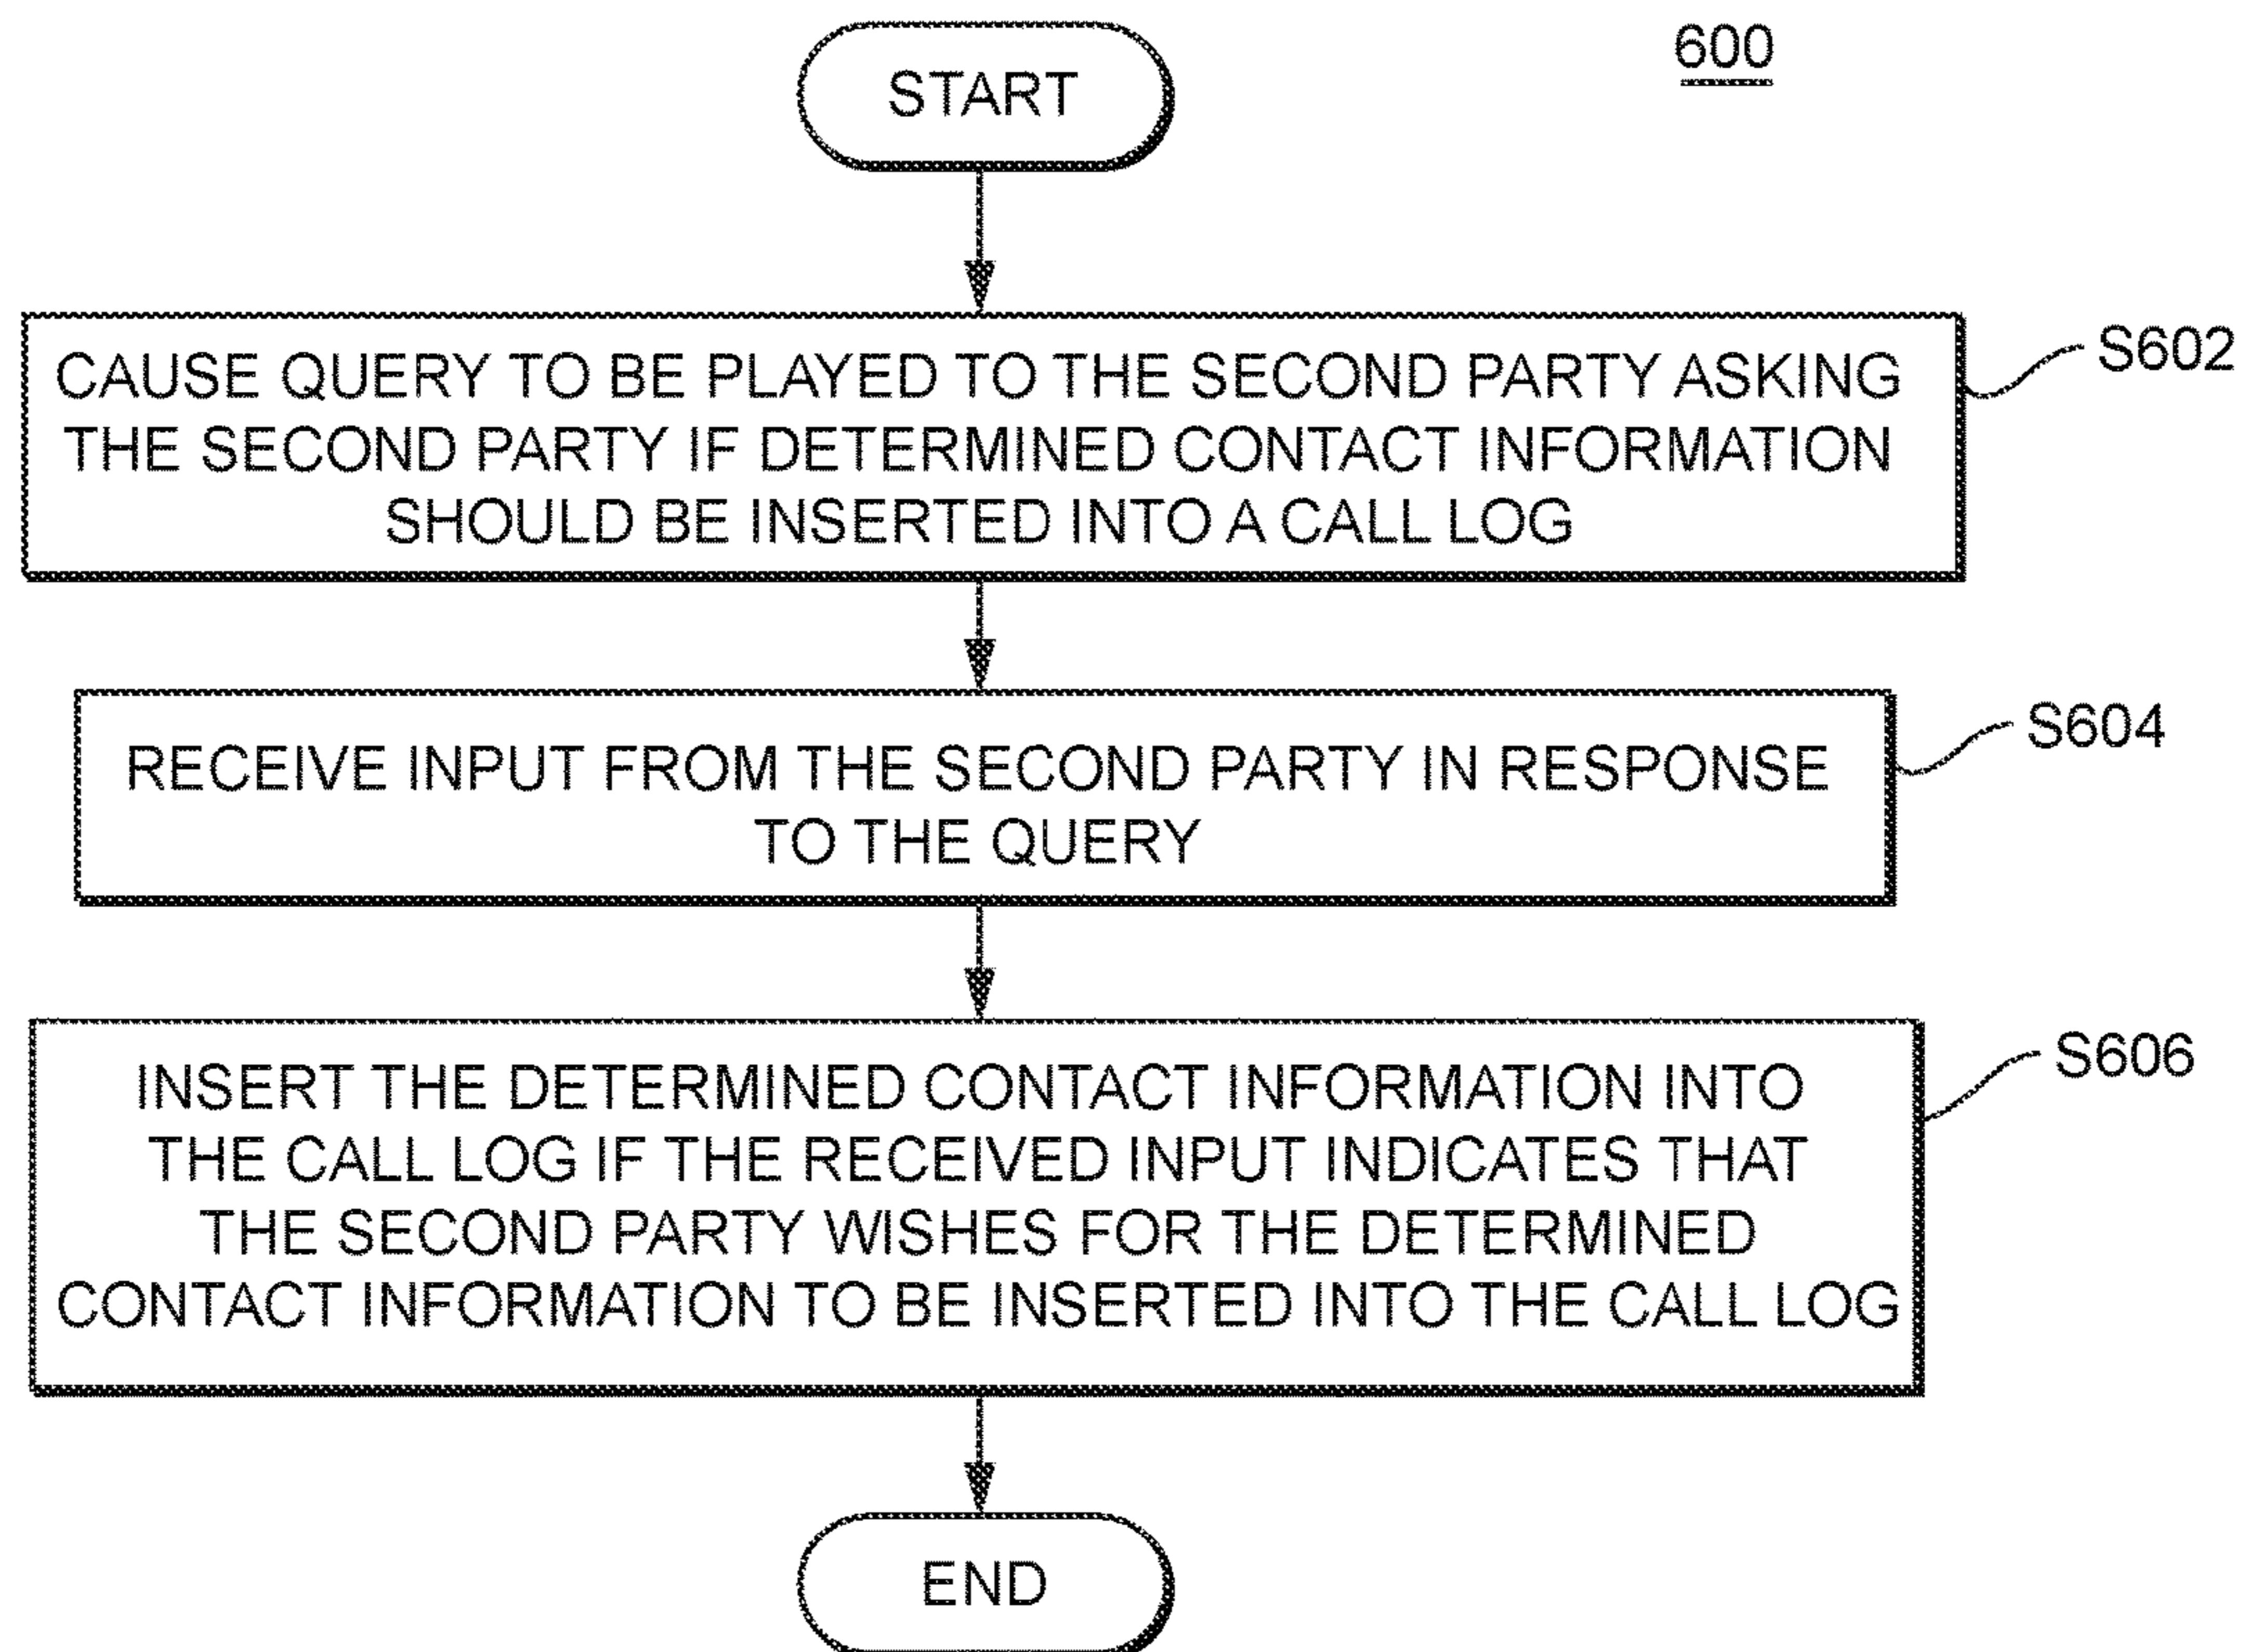 600
START
CAUSE QUERY TO BE PLAYED TO THE SECOND PARTY ASKING
THE SECOND PARTY IF DETERMINED CONTACT INFORMATION
SHOULD BE INSERTED INTO A CALL LOG
S602
RECEIVE INPUT FROM THE SECOND PARTY IN RESPONSE
TO THE QUERY
S604
INSERT THE DETERMINED CONTACT INFORMATION INTO
THE CALL LOG IF THE RECEIVED INPUT INDICATES THAT
THE SECOND PARTY WISHES FOR THE DETERMINED
CONTACT INFORMATION TO BE INSERTED INTO THE CALL LOG
S606
END